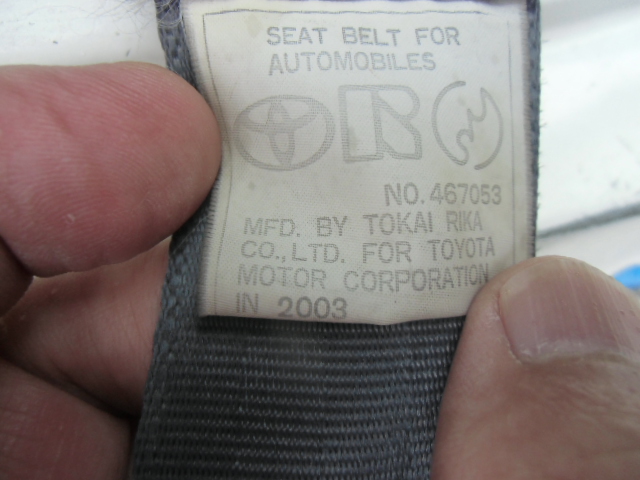 SEAT BELT FOR
AUTOMOBILES
NO. 467053
MFD. BY TOKAI RIKA
CO., LTD. FOR TOYOTA
MOTOR CORPORATION
IN 2003